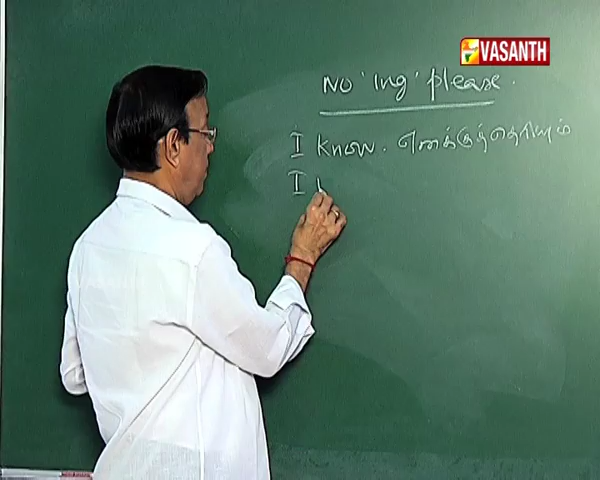 VASANTH
No 'ing' please.
I know. எனக்குத்தெரியும்
I